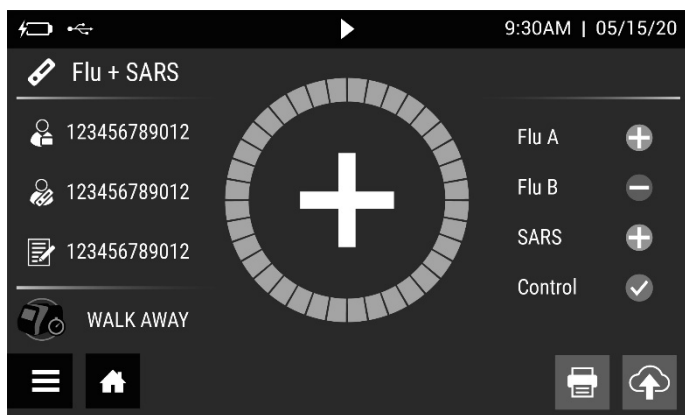 9:30AM | 05/15/20
Flu + SARS
123456789012
123456789012
123456789012
WALK AWAY
Flu A
Flu B
SARS
Control